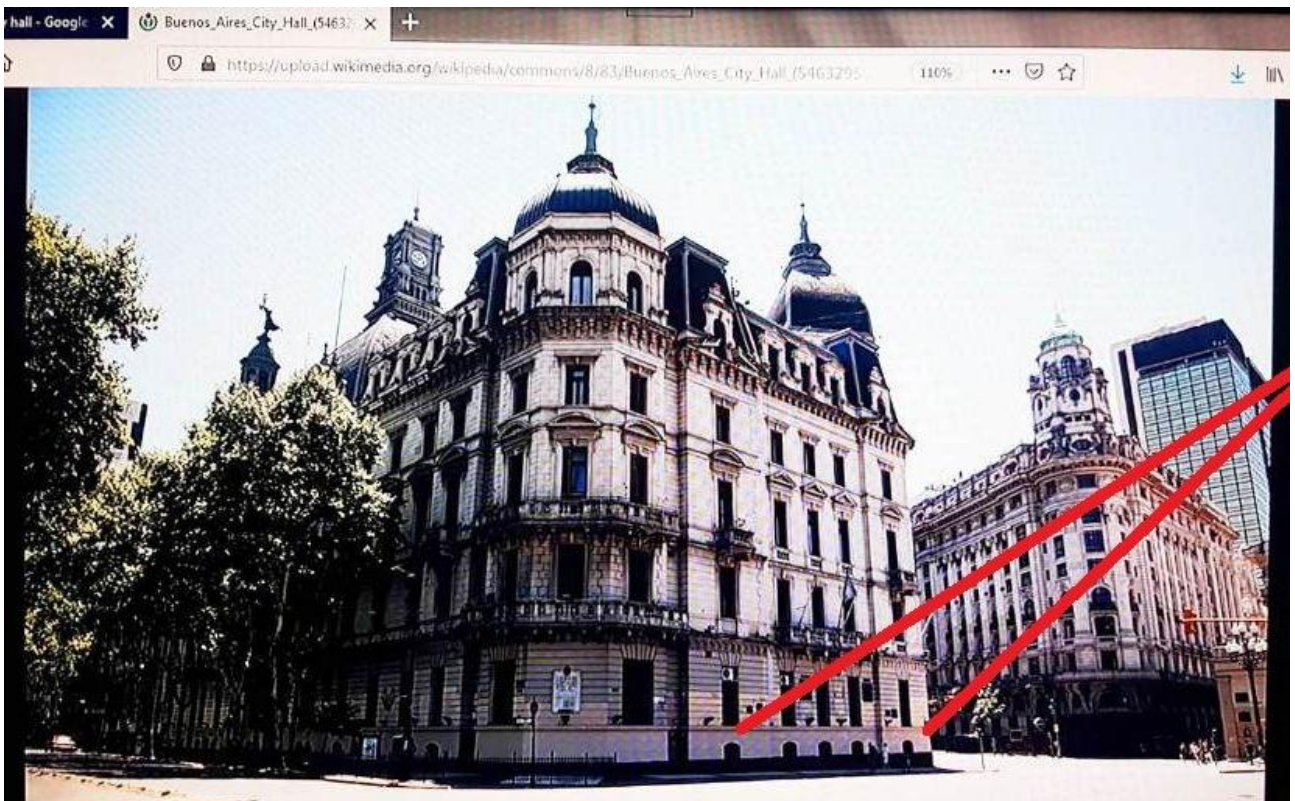 hall - Google
Buenos_Aires_City_Hall_(5463
https://upload.wikimedia.org/wikipedia/commons/8/83/Buenos_Aires_City_Hall_(5463295
110%